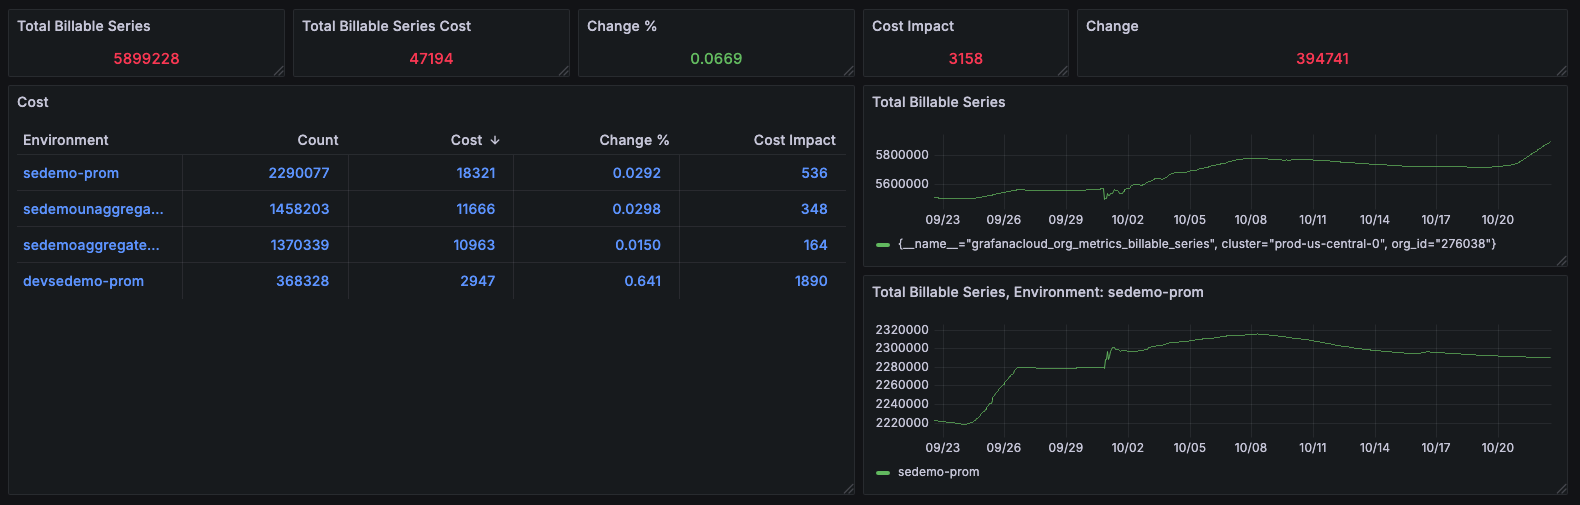 Total Billable Series
5899228
Total Billable Series Cost
47194
Change %
0.0669
Cost Impact
3158
Change
394741
Cost
Environment Count Cost ↓ Change % Cost Impact
sedemo-prom 2290077 18321 0.0292 536
sedemounaggrega... 1458203 11666 0.0298 348
sedemoaggregate... 1370339 10963 0.0150 164
devsedemo-prom 368328 2947 0.641 1890
Total Billable Series
5800000
5600000
09/23 09/26 09/29 10/02 10/05 10/08 10/11 10/14 10/17 10/20
{__name__="grafanacloud_org_metrics_billable_series", cluster="prod-us-central-0", org_id="276038"}
Total Billable Series, Environment: sedemo-prom
2320000
2300000
2280000
2260000
2240000
2220000
09/23 09/26 09/29 10/02 10/05 10/08 10/11 10/14 10/17 10/20
sedemo-prom